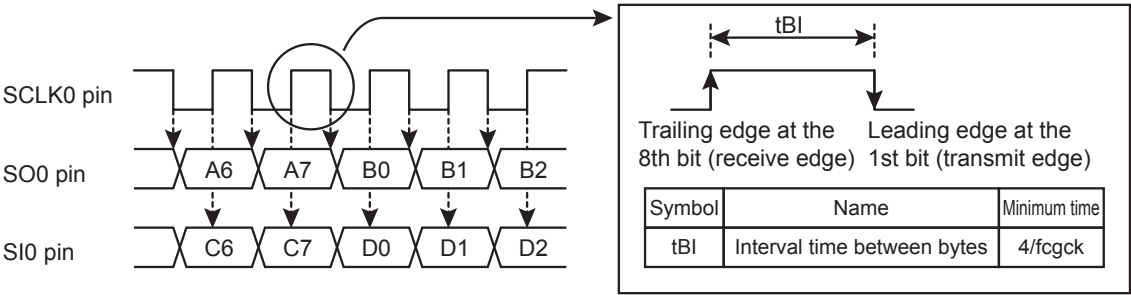 SCLK0 pin
SO0 pin
A6 A7 B0 B1 B2
SI0 pin
C6 C7 D0 D1 D2
tBI
Trailing edge at the
8th bit (receive edge)
Leading edge at the
1st bit (transmit edge)
Symbol Name Minimum time
tBI Interval time between bytes 4/fcgck